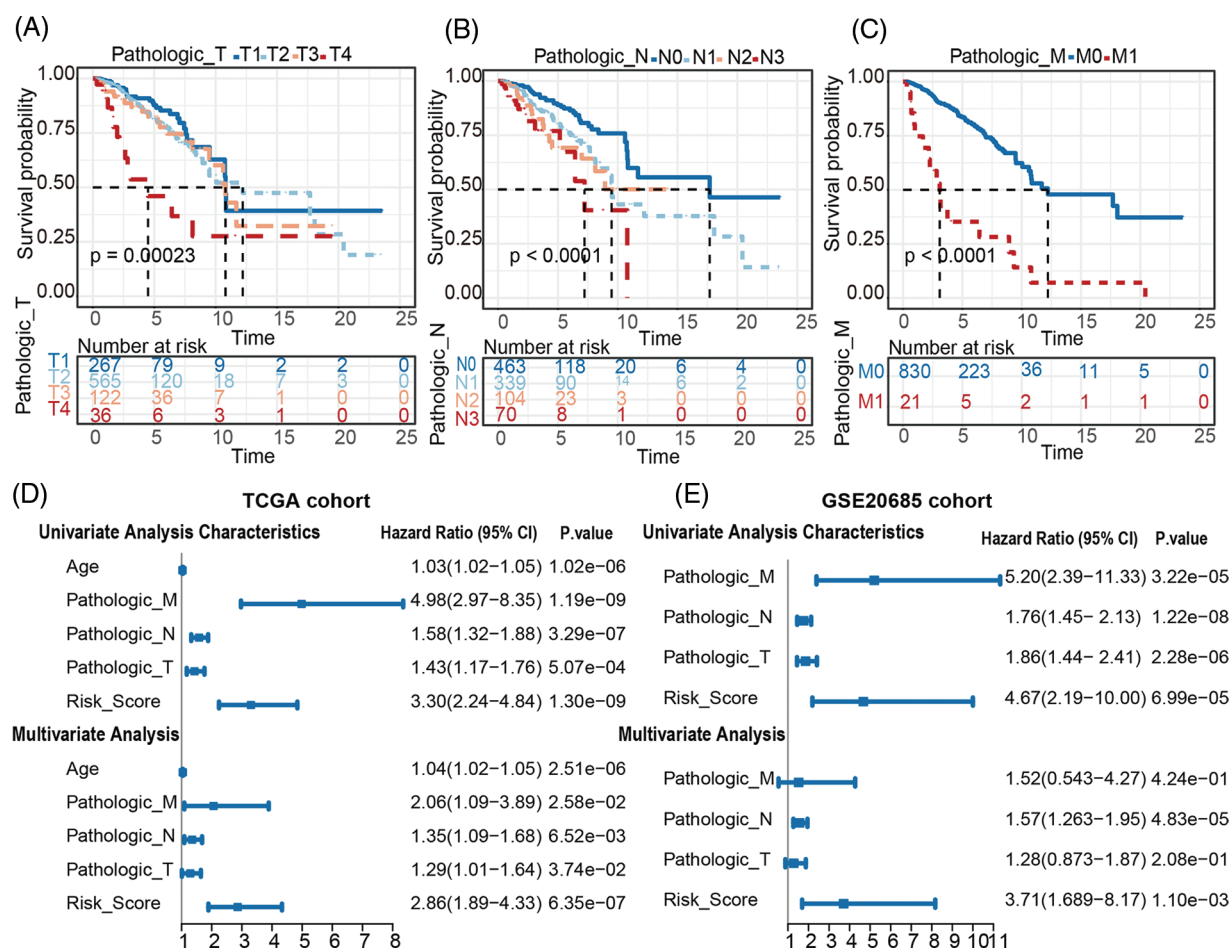 (A)
Pathologic_T T1 T2 T3 T4
Survival probability
1.00
0.75
0.50
0.25
0.00
p = 0.00023
0 5 10 15 20 25
Time
Pathologic_T
Number at risk
T1 267 79 9 2 2 0
T2 565 120 18 7 3 0
T3 122 36 7 1 0 0
T4 36 6 3 1 0 0
0 5 10 15 20 25
Time
(B)
Pathologic_N N0 N1 N2 N3
Survival probability
1.00
0.75
0.50
0.25
0.00
p < 0.0001
0 5 10 15 20 25
Time
Pathologic_N
Number at risk
N0 463 118 20 6 4 0
N1 339 90 14 6 2 0
N2 104 23 3 0 0 0
N3 70 8 1 0 0 0
0 5 10 15 20 25
Time
(C)
Pathologic_M M0 M1
Survival probability
1.00
0.75
0.50
0.25
0.00
p < 0.0001
0 5 10 15 20 25
Time
Pathologic_M
Number at risk
M0 830 223 36 11 5 0
M1 21 5 2 1 1 0
0 5 10 15 20 25
Time
(D)
TCGA cohort
Univariate Analysis Characteristics Hazard Ratio (95% CI) P.value
Age 1.03(1.02−1.05) 1.02e−06
Pathologic_M 4.98(2.97−8.35) 1.19e−09
Pathologic_N 1.58(1.32−1.88) 3.29e−07
Pathologic_T 1.43(1.17−1.76) 5.07e−04
Risk_Score 3.30(2.24−4.84) 1.30e−09
Multivariate Analysis
Age 1.04(1.02−1.05) 2.51e−06
Pathologic_M 2.06(1.09−3.89) 2.58e−02
Pathologic_N 1.35(1.09−1.68) 6.52e−03
Pathologic_T 1.29(1.01−1.64) 3.74e−02
Risk_Score 2.86(1.89−4.33) 6.35e−07
1 2 3 4 5 6 7 8
(E)
GSE20685 cohort
Univariate Analysis Characteristics Hazard Ratio (95% CI) P.value
Pathologic_M 5.20(2.39−11.33) 3.22e−05
Pathologic_N 1.76(1.45− 2.13) 1.22e−08
Pathologic_T 1.86(1.44− 2.41) 2.28e−06
Risk_Score 4.67(2.19−10.00) 6.99e−05
Multivariate Analysis
Pathologic_M 1.52(0.543−4.27) 4.24e−01
Pathologic_N 1.57(1.263−1.95) 4.83e−05
Pathologic_T 1.28(0.873−1.87) 2.08e−01
Risk_Score 3.71(1.689−8.17) 1.10e−03
1 2 3 4 5 6 7 8 9 10 11